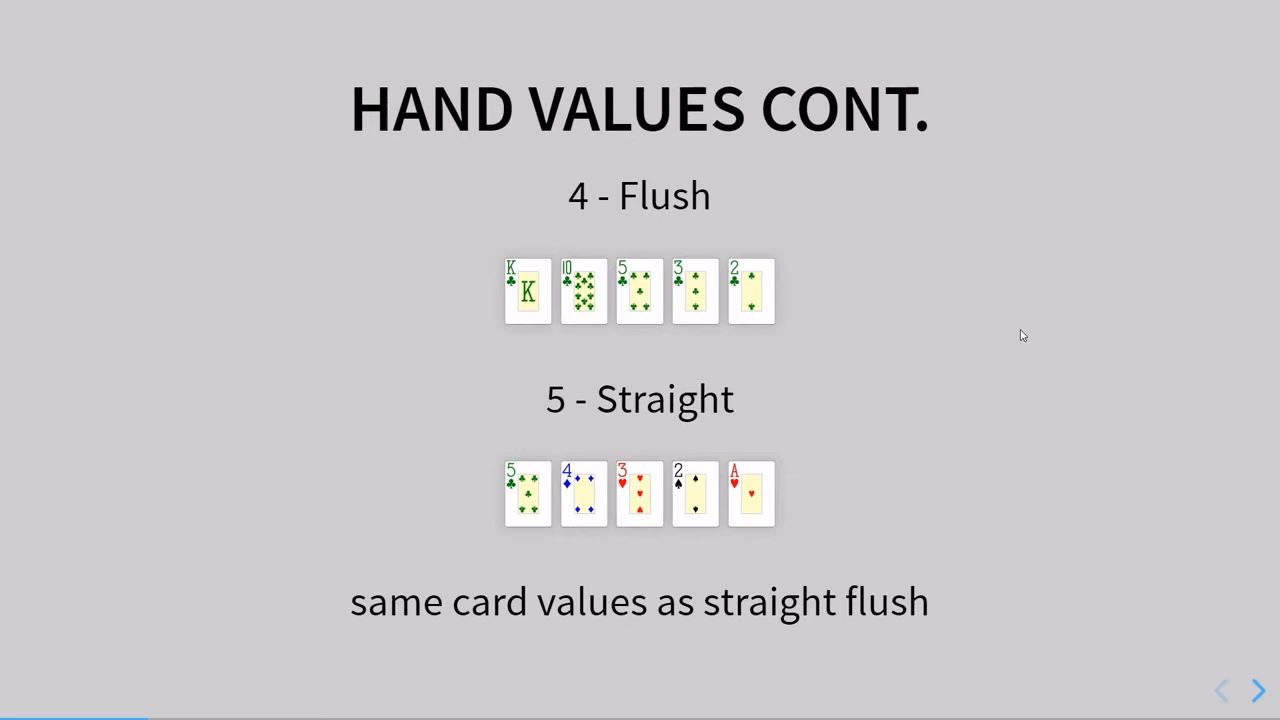 HAND VALUES CONT.
4 - Flush
K K 10 5 3 2
5 - Straight
5 4 3 2 A
same card values as straight flush